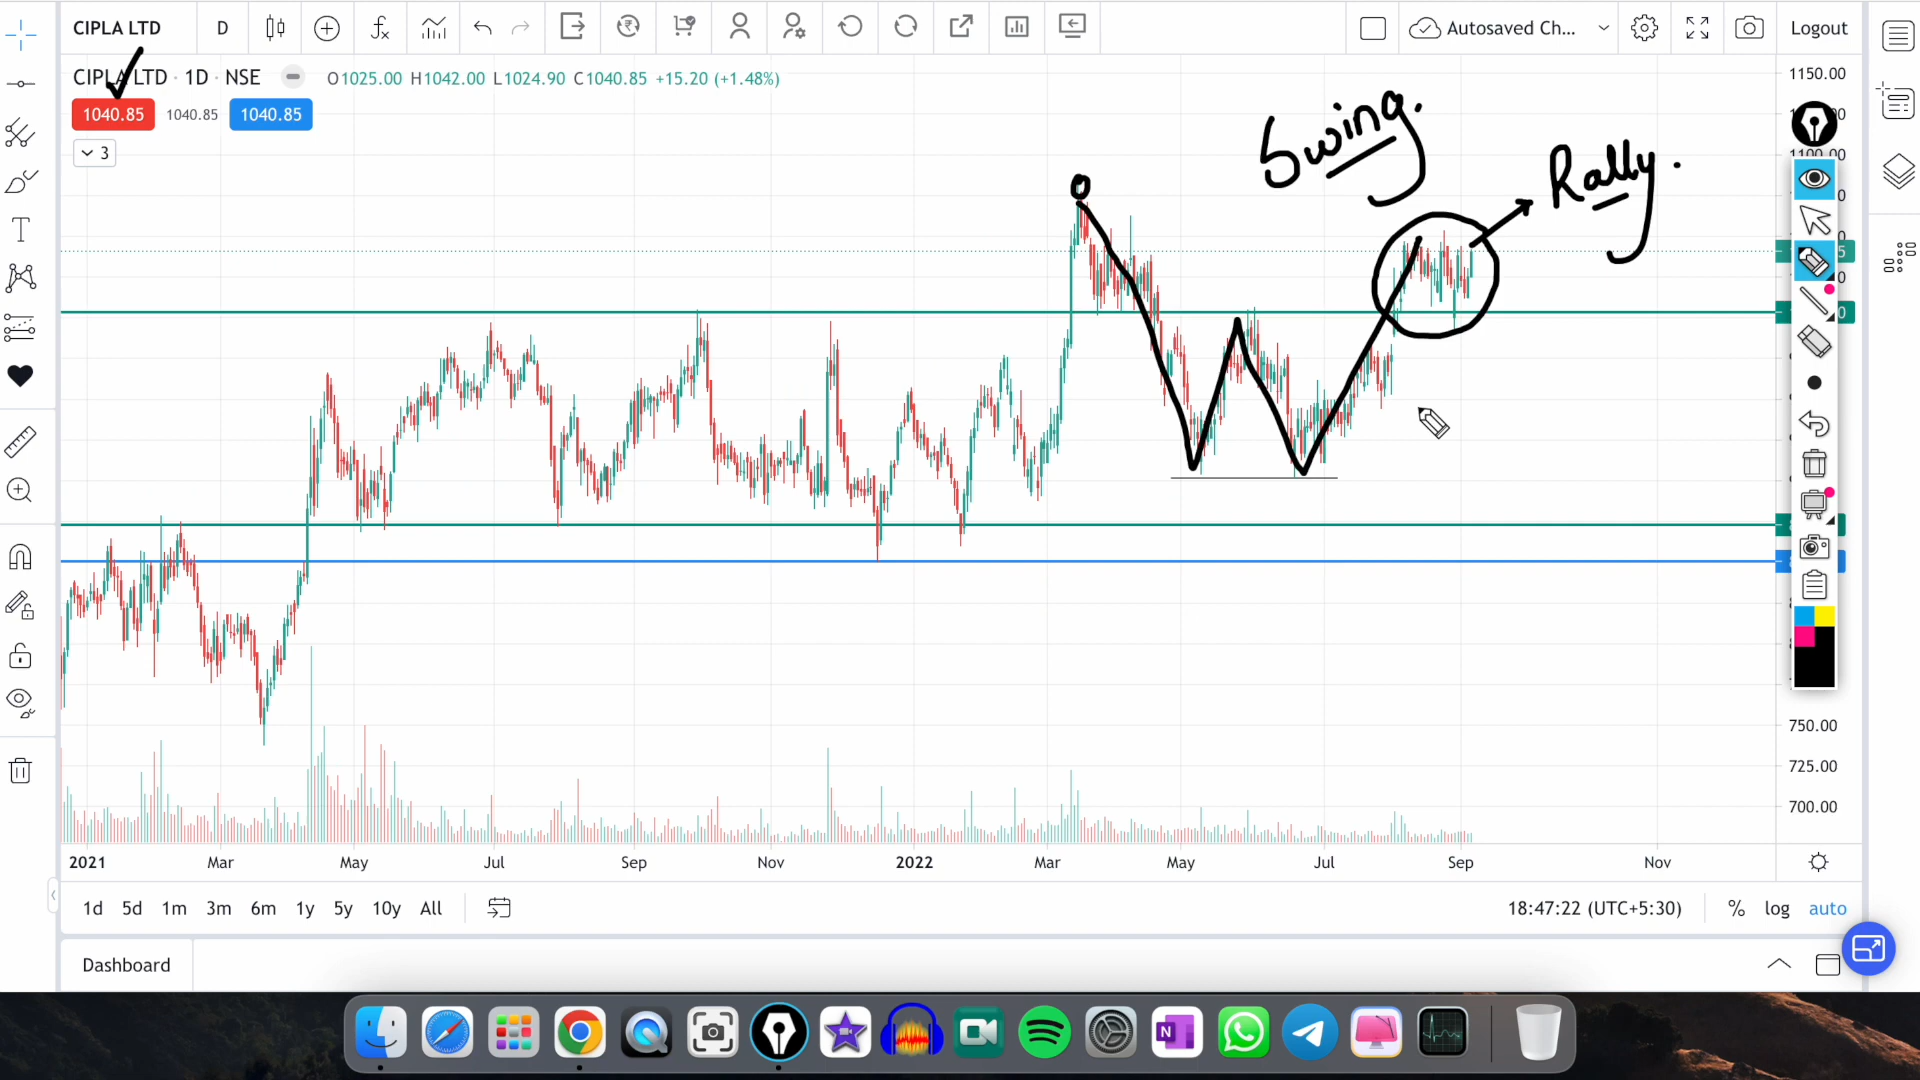 CIPLA LTD
D
Autosaved Ch...
Logout
CIPLA LTD · 1D · NSE
O1025.00 H1042.00 L1024.90 C1040.85 +15.20 (+1.48%)
1040.85
1040.85
1040.85
3
Swing.
Rally.
1150.00
1100.00
750.00
725.00
700.00
2021
Mar
May
Jul
Sep
Nov
2022
Mar
May
Jul
Sep
Nov
1d
5d
1m
3m
6m
1y
5y
10y
All
18:47:22 (UTC+5:30)
%
log
auto
Dashboard